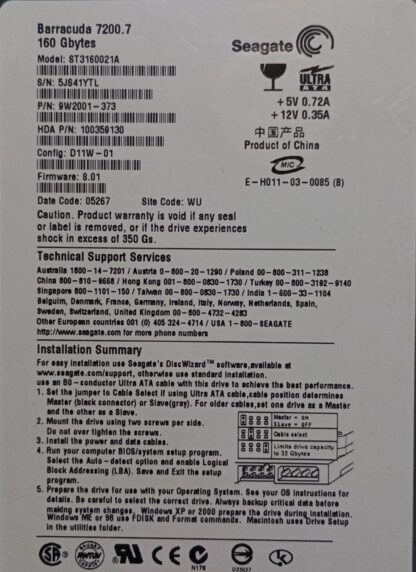 Barracuda 7200.7
160 Gbytes
Model: ST3160021A
S/N: 5JS41YTL
P/N: 9W2001-373
HDA P/N: 100359130
Config: D11W-01
Firmware: 8.01
Date Code: 05267 Site Code: WU
Seagate
ULTRA
ATA
+5V 0.72A
+12V 0.35A
中国产品
Product of China
MIC
E-H011-03-0085 (B)
Caution. Product warranty is void if any seal
or label is removed, or if the drive experiences
shock in excess of 350 Gs.
Technical Support Services
Australia 1800-14-7201 / Austria 0-800-20-1290 / Poland 00-800-311-1238
China 800-810-9668 / Hong Kong 001-800-0830-1730 / Turkey 00-800-3192-9140
Singapore 800-1101-150 / Taiwan 00-800-0830-1730 / India 1-600-33-1104
Belguim, Denmark, France, Germany, Ireland, Italy, Norway, Netherlands, Spain,
Sweden, Switzerland, United Kingdom 00-800-4732-4283
Other European countries 001 (0) 405 324-4714 / USA 1-800-SEAGATE
http://www.seagate.com for more phone numbers
Installation Summary
For easy installation use Seagate's DiscWizard™ software,available at
www.seagate.com/support, otherwise use standard installation.
use an 80-conductor Ultra ATA cable with this drive to achieve the best performance.
1. Set the jumper to Cable Select if using Ultra ATA cable,cable position determines
Master (black connector) or Slave(gray). For older cables,set one drive as a Master
and the other as a Slave.
2. Mount the drive using two screws per side.
Do not over tighten the screws.
3. Install the power and data cables.
4. Run your computer BIOS/system setup program.
Select the Auto-detect option and enable Logical
Block Addressing (LBA). Save and Exit the setup
program.
Master = ON
Slave = OFF
Cable select
Limits drive capacity
to 32 Gbytes
5. Prepare the drive for use with your Operating System. See your OS instructions for
details. Be careful to select the correct drive. Always backup critical data before
making system changes. Windows XP or 2000 prepare the drive during installation.
Windows ME or 98 use FDISK and Format commands. Macintosh uses Drive Setup
in the utilities folder.
N176